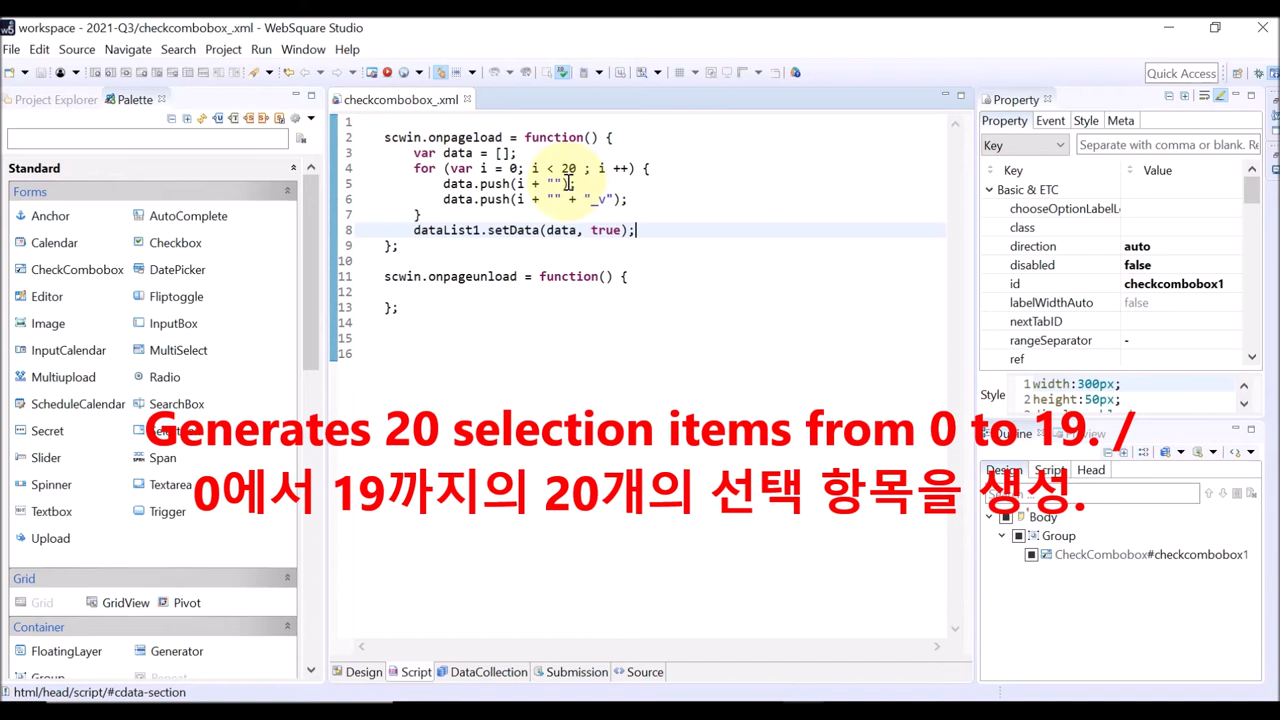 workspace - 2021-Q3/checkcombobox_.xml - WebSquare Studio
File Edit Source Navigate Search Project Run Window Help
Quick Access
Project Explorer Palette
Standard
Forms
Anchor AutoComplete
Calendar Checkbox
CheckCombobox DatePicker
Editor Fliptoggle
Image InputBox
InputCalendar MultiSelect
Multiupload Radio
ScheduleCalendar SearchBox
Secret
Slider Span
Spinner Textarea
Textbox Trigger
Upload
Grid
Grid GridView Pivot
Container
FloatingLayer Generator
html/head/script/#cdata-section
checkcombobox_.xml
1
2 scwin.onpageload = function() {
3 var data = [];
4 for (var i = 0; i < 20 ; i ++) {
5 data.push(i + "");
6 data.push(i + "" + "_v");
7 }
8 dataList1.setData(data, true);
9 };
10
11 scwin.onpageunload = function() {
12
13 };
14
15
16
Generates 20 selection items from 0 to 19. /
0에서 19까지의 20개의 선택 항목을 생성.
Design Script DataCollection Submission Source
Property
Property Event Style Meta
Key Separate with comma or blank. E
Key Value
Basic & ETC
chooseOptionLabelL
class
direction auto
disabled false
id checkcombobox1
labelWidthAuto false
nextTabID
rangeSeparator -
ref
Style 1 width:300px;
2 height:50px;
Outline Preview
Design Script Head
Body
Group
CheckCombobox#checkcombobox1